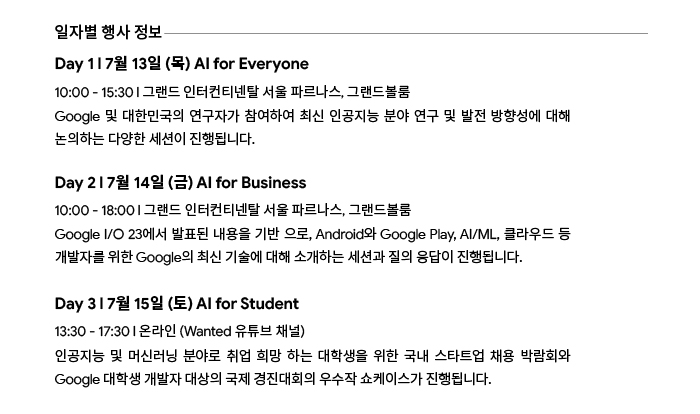 일자별 행사 정보
Day 1 I 7월 13일 (목) AI for Everyone
10:00 - 15:30 I 그랜드 인터컨티넨탈 서울 파르나스, 그랜드볼룸
Google 및 대한민국의 연구자가 참여하여 최신 인공지능 분야 연구 및 발전 방향성에 대해
논의하는 다양한 세션이 진행됩니다.
Day 2 I 7월 14일 (금) AI for Business
10:00 - 18:00 I 그랜드 인터컨티넨탈 서울 파르나스, 그랜드볼룸
Google I/O 23에서 발표된 내용을 기반 으로, Android와 Google Play, AI/ML, 클라우드 등
개발자를 위한 Google의 최신 기술에 대해 소개하는 세션과 질의 응답이 진행됩니다.
Day 3 I 7월 15일 (토) AI for Student
13:30 - 17:30 I 온라인 (Wanted 유튜브 채널)
인공지능 및 머신러닝 분야로 취업 희망 하는 대학생을 위한 국내 스타트업 채용 박람회와
Google 대학생 개발자 대상의 국제 경진대회의 우수작 쇼케이스가 진행됩니다.